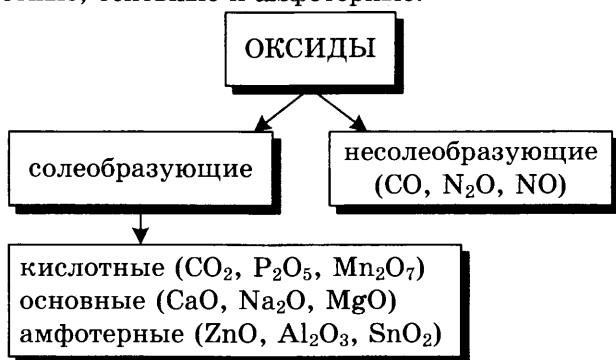 основные и амфотерные.
ОКСИДЫ
солеобразующие
несолеобразующие
(CO, N₂O, NO)
кислотные (CO₂, P₂O₅, Mn₂O₇)
основные (CaO, Na₂O, MgO)
амфотерные (ZnO, Al₂O₃, SnO₂)